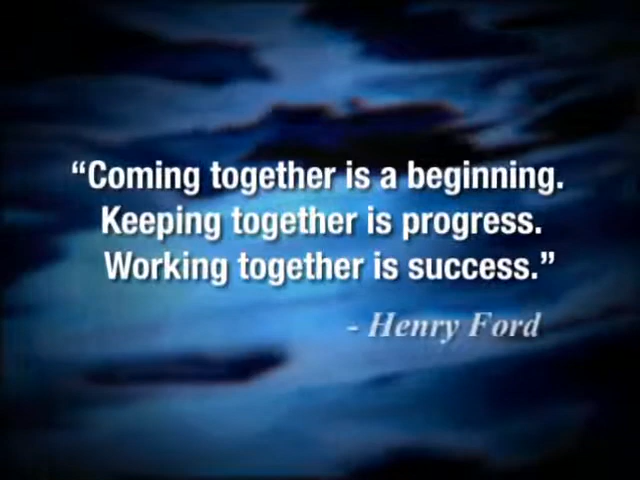 “Coming together is a beginning.
Keeping together is progress.
Working together is success.”
- Henry Ford